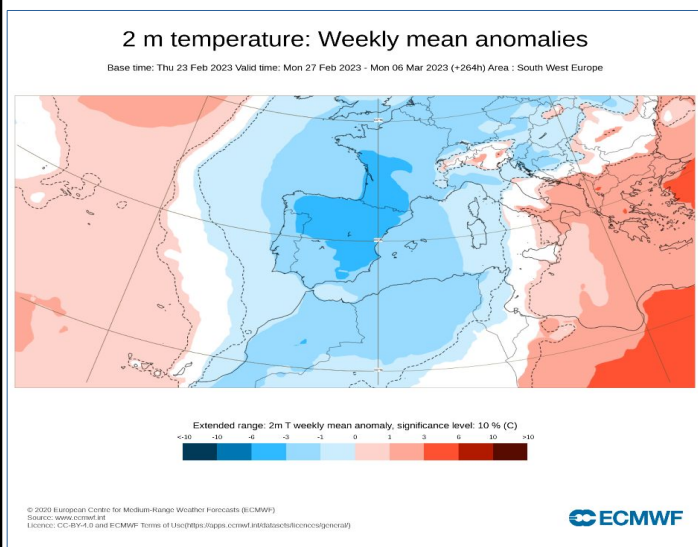 2 m temperature: Weekly mean anomalies
Base time: Thu 23 Feb 2023 Valid time: Mon 27 Feb 2023 - Mon 06 Mar 2023 (+264h) Area : South West Europe
Extended range: 2m T weekly mean anomaly, significance level: 10 % (C)
<-10 -10 -6 -3 -1 0 1 3 6 10 >10
© 2020 European Centre for Medium-Range Weather Forecasts (ECMWF)
Source: www.ecmwf.int
Licence: CC-BY-4.0 and ECMWF Terms of Use(https://apps.ecmwf.int/datasets/licences/general/)
ECMWF